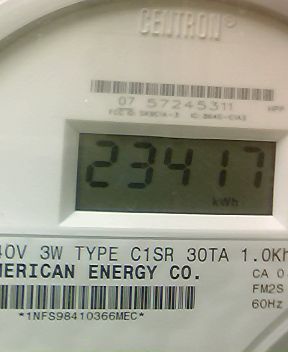 CENTRON®
07 57245311
23417
kWh
40V 3W TYPE C1SR 30TA 1.0Kh
MERICAN ENERGY CO.
CA 0
FM2S
60Hz
*1NFS98410366MEC*